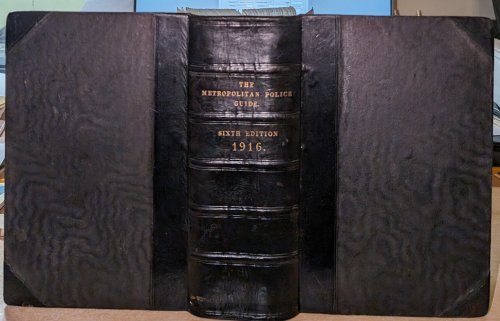 THE
METROPOLITAN POLICE
GUIDE.
SIXTH EDITION
1916.